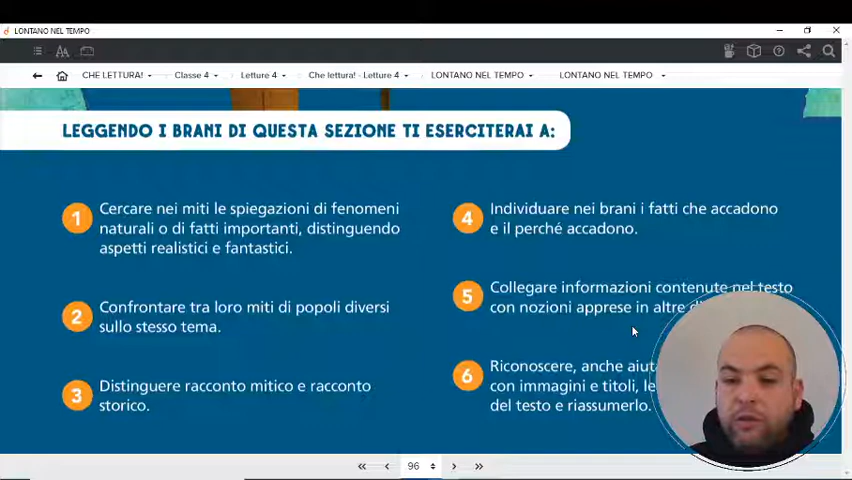 LONTANO NEL TEMPO
CHE LETTURA! Classe 4 Letture 4 Che lettura! - Letture 4 LONTANO NEL TEMPO LONTANO NEL TEMPO
LEGGENDO I BRANI DI QUESTA SEZIONE TI ESERCITERAI A:
1 Cercare nei miti le spiegazioni di fenomeni
naturali o di fatti importanti, distinguendo
aspetti realistici e fantastici.
2 Confrontare tra loro miti di popoli diversi
sullo stesso tema.
3 Distinguere racconto mitico e racconto
storico.
4 Individuare nei brani i fatti che accadono
e il perché accadono.
5 Collegare informazioni contenute nel testo
con nozioni apprese in altre
6 Riconoscere, anche
con immagini e titoli,
del testo e riassumerlo.
96